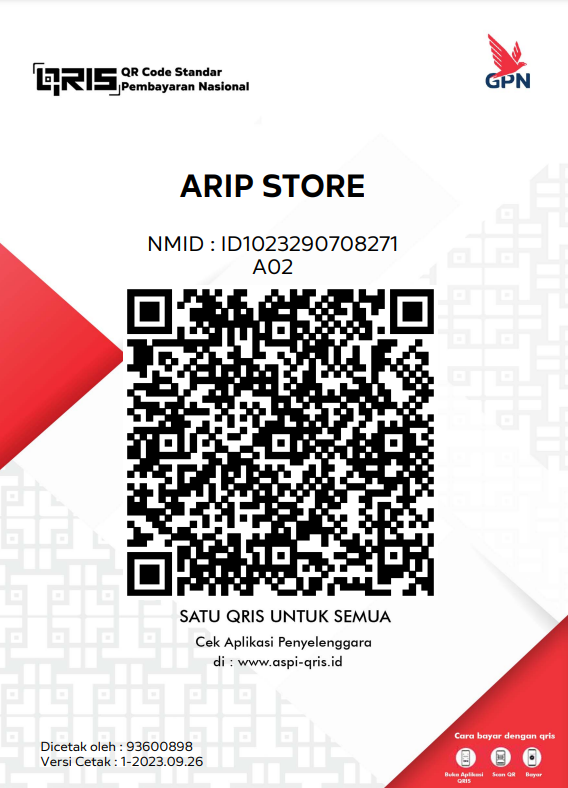 QRIS QR Code Standar
Pembayaran Nasional
GPN
ARIP STORE
NMID : ID1023290708271
A02
SATU QRIS UNTUK SEMUA
Cek Aplikasi Penyelenggara
di : www.aspi-qris.id
Dicetak oleh : 93600898
Versi Cetak : 1-2023.09.26
Cara bayar dengan qris
Buka Aplikasi
QRIS
Scan QR
Bayar